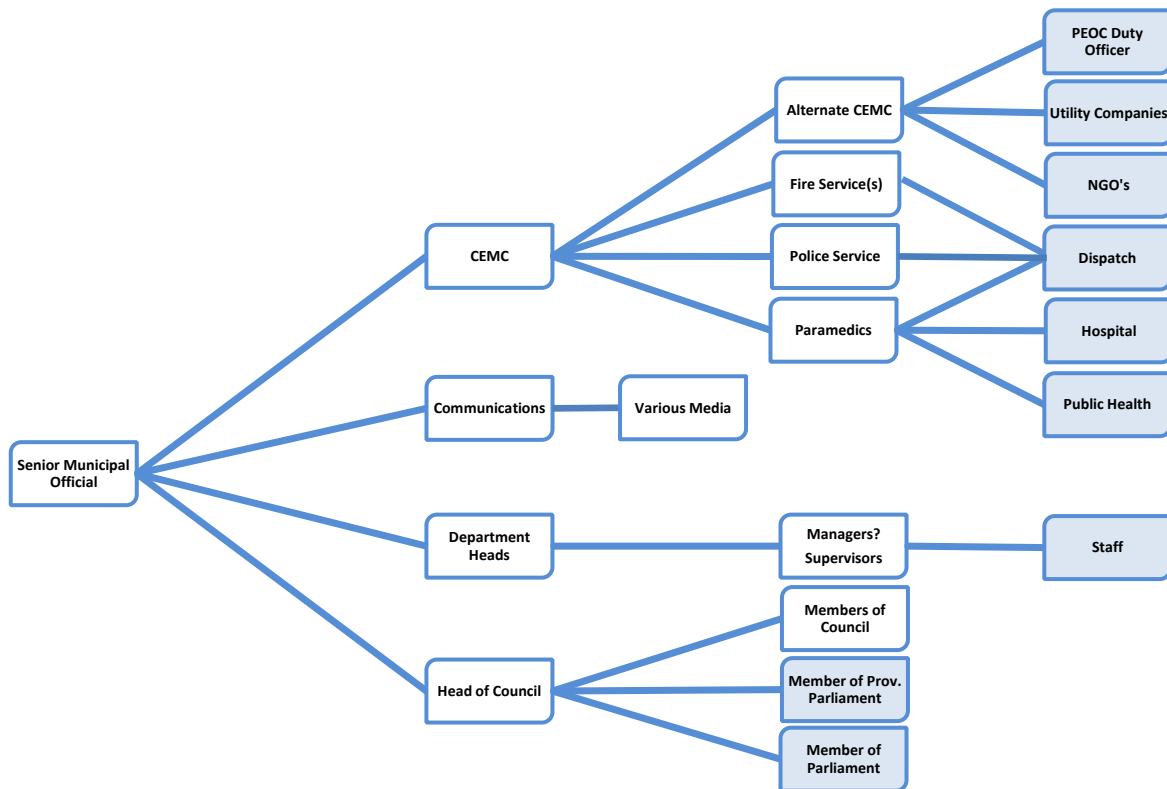 PEOC Duty
Officer
Alternate CEMC
Utility Companies
Fire Service(s)
NGO's
CEMC
Police Service
Dispatch
Paramedics
Hospital
Communications
Various Media
Public Health
Senior Municipal
Official
Department
Heads
Managers?
Supervisors
Staff
Members of
Council
Head of Council
Member of Prov.
Parliament
Member of
Parliament